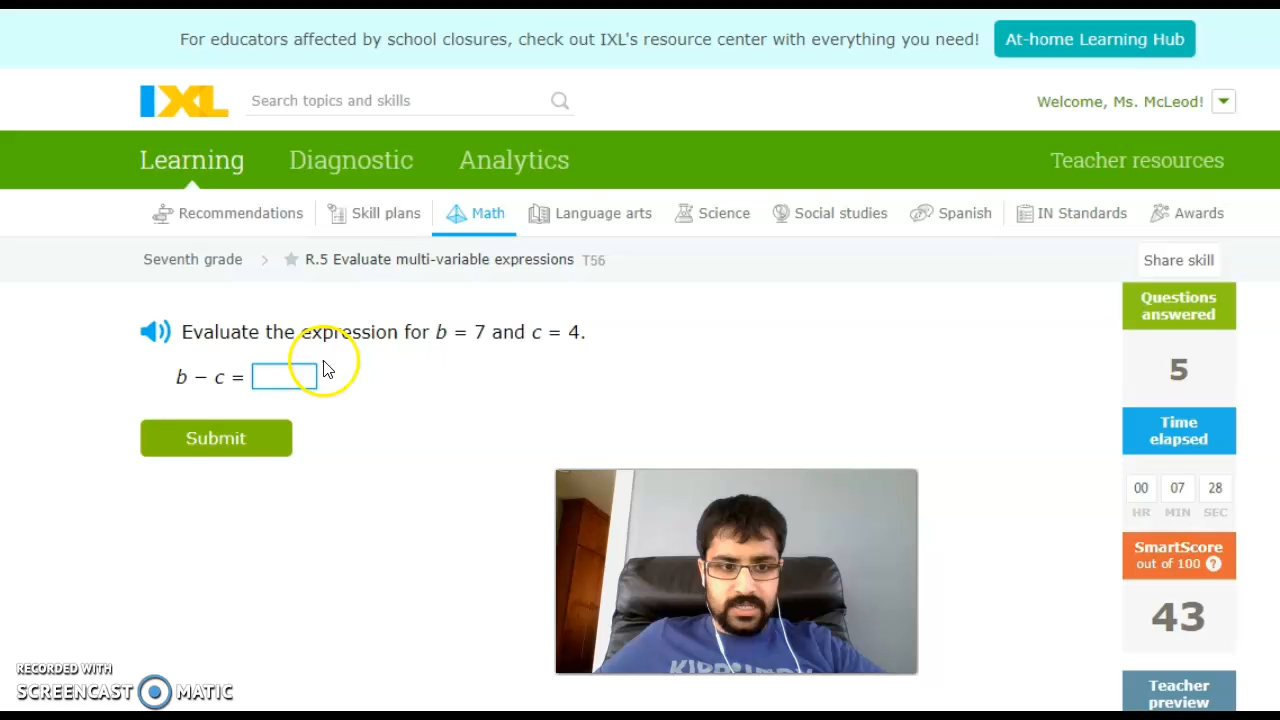 For educators affected by school closures, check out IXL's resource center with everything you need! At-home Learning Hub
IXL Search topics and skills Welcome, Ms. McLeod!
Learning Diagnostic Analytics Teacher resources
Recommendations Skill plans Math Language arts Science Social studies Spanish IN Standards Awards
Seventh grade > R.5 Evaluate multi-variable expressions T56 Share skill
Evaluate the expression for b = 7 and c = 4.
b − c =
Submit
Questions
answered
5
Time
elapsed
00 07 28
HR MIN SEC
SmartScore
out of 100 ?
43
Teacher
preview
RECORDED WITH
SCREENCAST MATIC